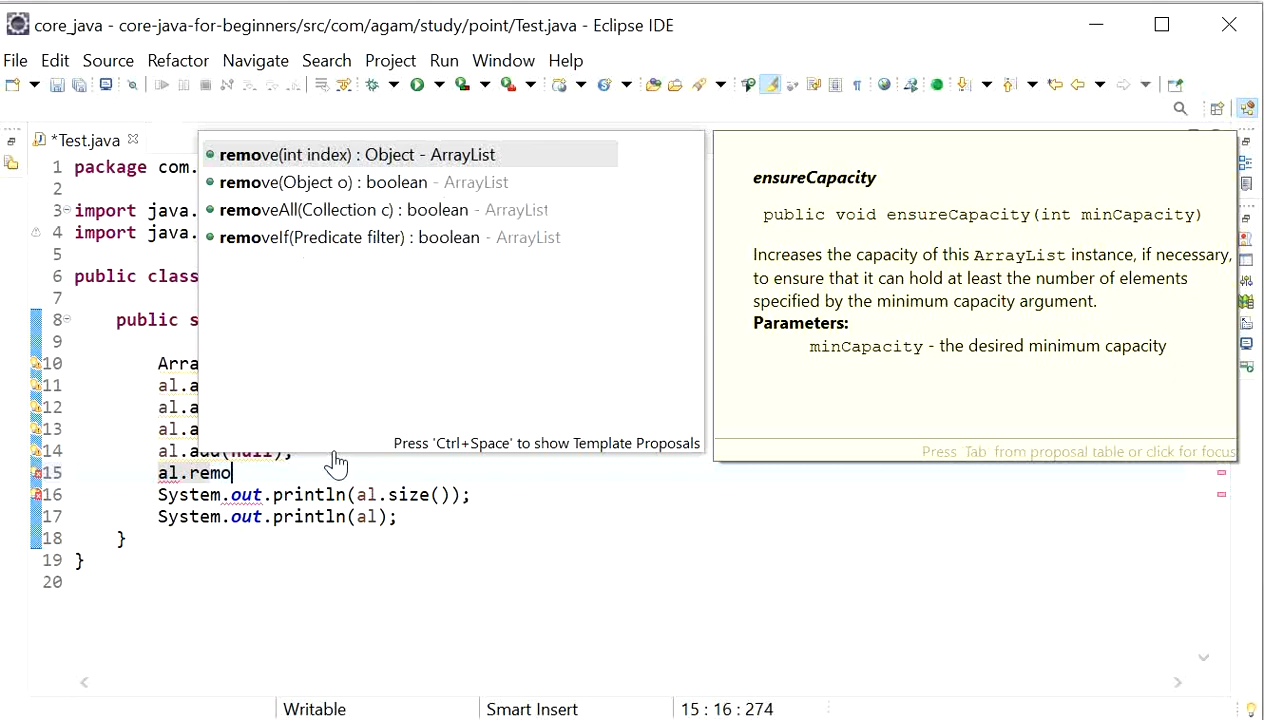 core_java - core-java-for-beginners/src/com/agam/study/point/Test.java - Eclipse IDE
File Edit Source Refactor Navigate Search Project Run Window Help
*Test.java
1 package com.
2
3 import java.
4 import java.
5
6 public class
7
8 public s
9
10 Arra
11 al.a
12 al.a
13 al.a
14 al.add(null);
15 al.remo
16 System.out.println(al.size());
17 System.out.println(al);
18 }
19 }
20
remove(int index) : Object - ArrayList
remove(Object o) : boolean - ArrayList
removeAll(Collection c) : boolean - ArrayList
removeIf(Predicate filter) : boolean - ArrayList
Press 'Ctrl+Space' to show Template Proposals
ensureCapacity
public void ensureCapacity(int minCapacity)
Increases the capacity of this ArrayList instance, if necessary,
to ensure that it can hold at least the number of elements
specified by the minimum capacity argument.
Parameters:
minCapacity - the desired minimum capacity
Press Tab from proposal table or click for focus
Writable Smart Insert 15 : 16 : 274